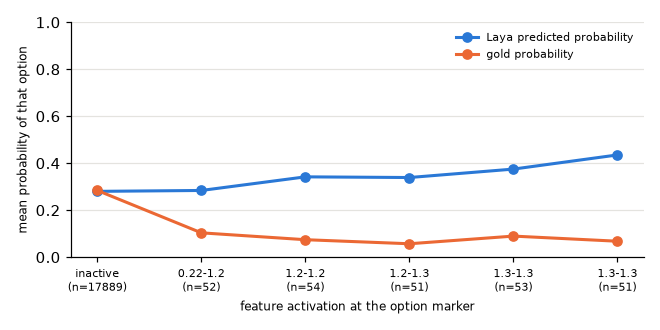 1.0
0.8
0.6
0.4
0.2
0.0
mean probability of that option
Laya predicted probability
gold probability
inactive
(n=17889)
0.22-1.2
(n=52)
1.2-1.2
(n=54)
1.2-1.3
(n=51)
1.3-1.3
(n=53)
1.3-1.3
(n=51)
feature activation at the option marker